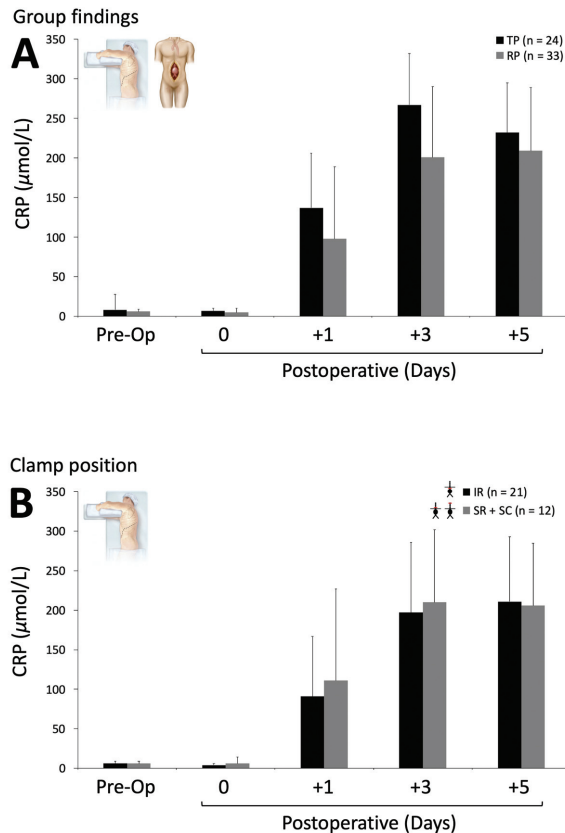 Group findings
A
TP (n = 24)
RP (n = 33)
CRP (µmol/L)
350
300
250
200
150
100
50
0
Pre-Op 0 +1 +3 +5
Postoperative (Days)
Clamp position
B
IR (n = 21)
SR + SC (n = 12)
CRP (µmol/L)
350
300
250
200
150
100
50
0
Pre-Op 0 +1 +3 +5
Postoperative (Days)